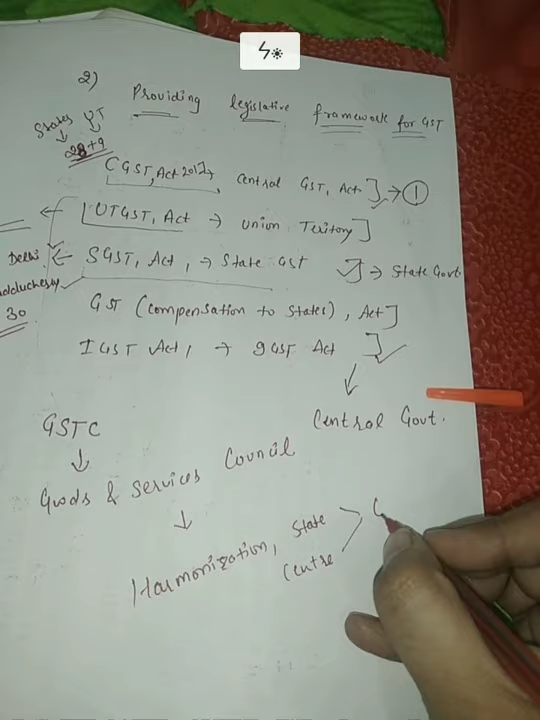 2) Providing legislative framework for GST
States UT
28+9
CGST, Act 2017, Central GST, Act] → 1
UTGST, Act → Union Teritory]
Delhi ← SGST, Act, → State GST ] → State Govt
30
GST (compensation to States), Act]
IGST Act, → IGST Act ]
Central Govt.
GSTC
Goods & Services Council
Harmonization, State
Centre